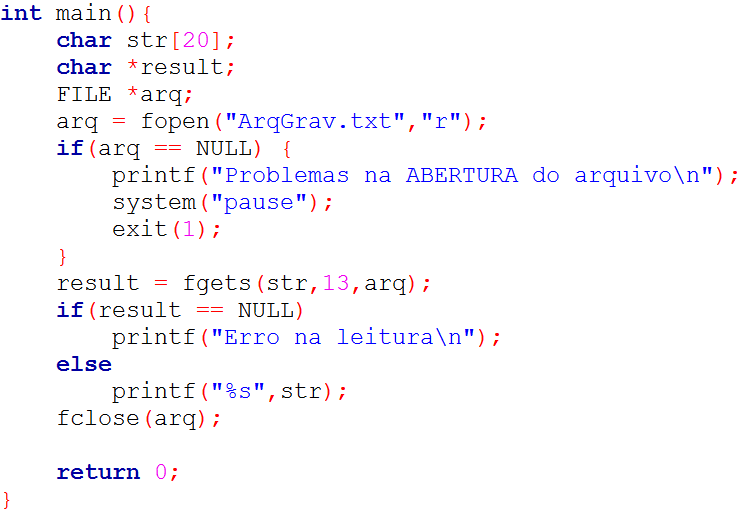 int main(){
    char str[20];
    char *result;
    FILE *arq;
    arq = fopen("ArqGrav.txt","r");
    if(arq == NULL) {
        printf("Problemas na ABERTURA do arquivo\n");
        system("pause");
        exit(1);
    }
    result = fgets(str,13,arq);
    if(result == NULL)
        printf("Erro na leitura\n");
    else
        printf("%s",str);
    fclose(arq);

    return 0;
}